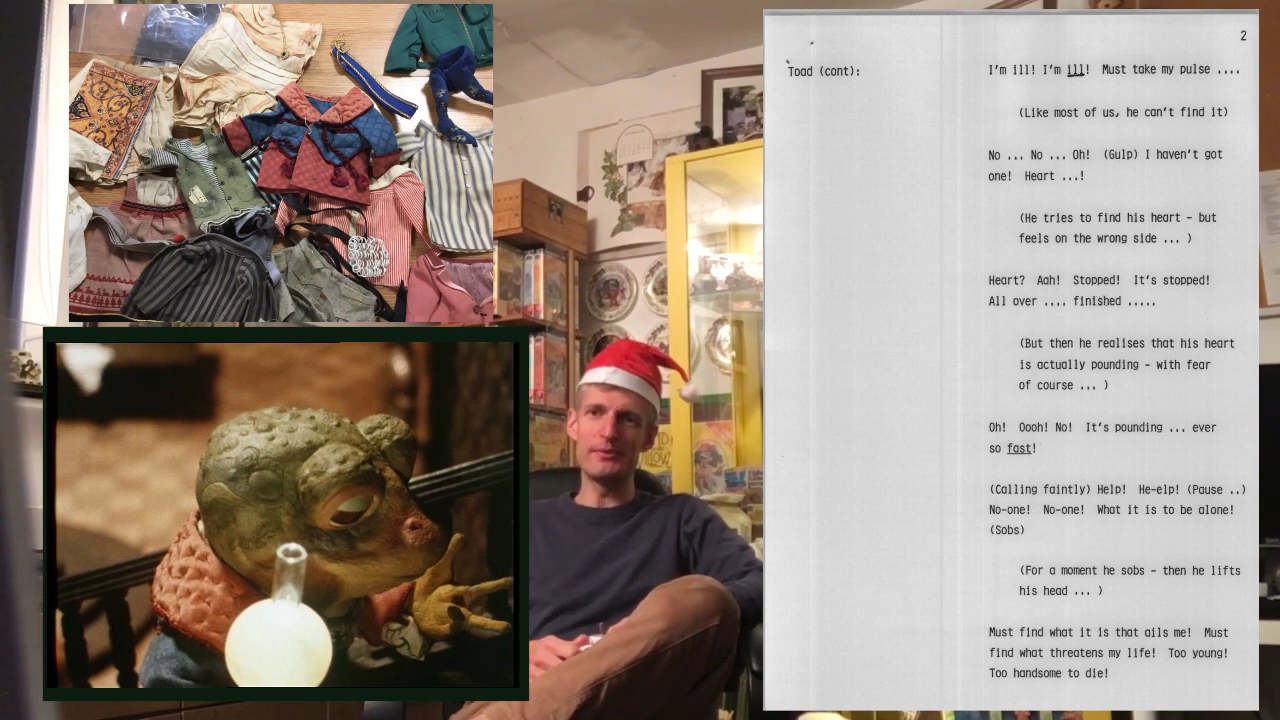 2
Toad (cont):
I'm ill! I'm ill! Must take my pulse ....
(Like most of us, he can't find it)
No ... No ... Oh! (Gulp) I haven't got
one! Heart ...!
(He tries to find his heart - but
feels on the wrong side ... )
Heart? Aah! Stopped! It's stopped!
All over .... finished .....
(But then he realises that his heart
is actually pounding - with fear
of course ... )
Oh! Oooh! No! It's pounding ... ever
so fast!
(Calling faintly) Help! He-elp! (Pause ..)
No-one! No-one! What it is to be alone!
(Sobs)
(For a moment he sobs - then he lifts
his head ... )
Must find what it is that ails me! Must
find what threatens my life! Too young!
Too handsome to die!